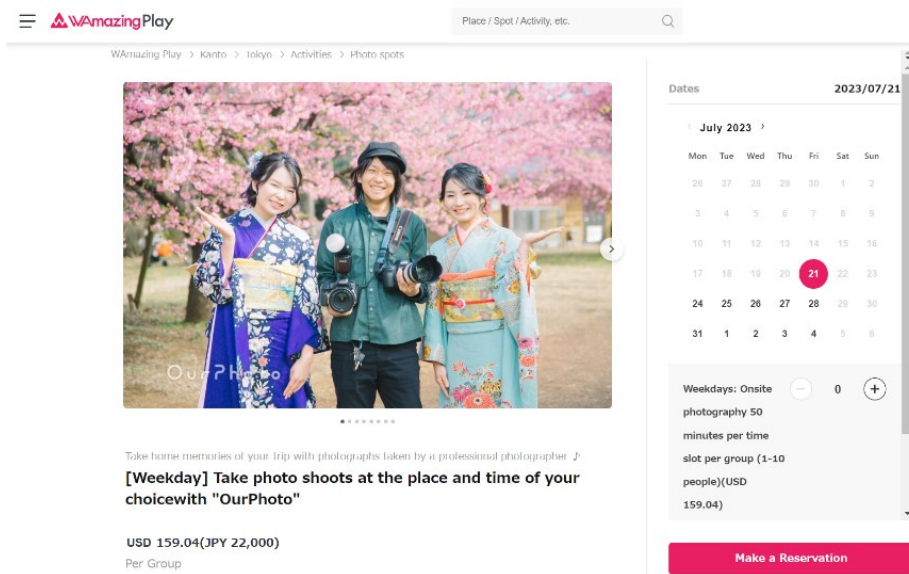 WAmazing Play
Place / Spot / Activity, etc.
WAmazing Play > Kanto > Tokyo > Activities > Photo spots
OurPhoto
Take home memories of your trip with photographs taken by a professional photographer ♪
[Weekday] Take photo shoots at the place and time of your
choicewith "OurPhoto"
USD 159.04(JPY 22,000)
Per Group
Dates 2023/07/21
‹ July 2023 ›
Mon Tue Wed Thu Fri Sat Sun
26 27 28 29 30 1 2
3 4 5 6 7 8 9
10 11 12 13 14 15 16
17 18 19 20 21 22 23
24 25 26 27 28 29 30
31 1 2 3 4 5 6
Weekdays: Onsite − 0 +
photography 50
minutes per time
slot per group (1-10
people)(USD
159.04)
Make a Reservation